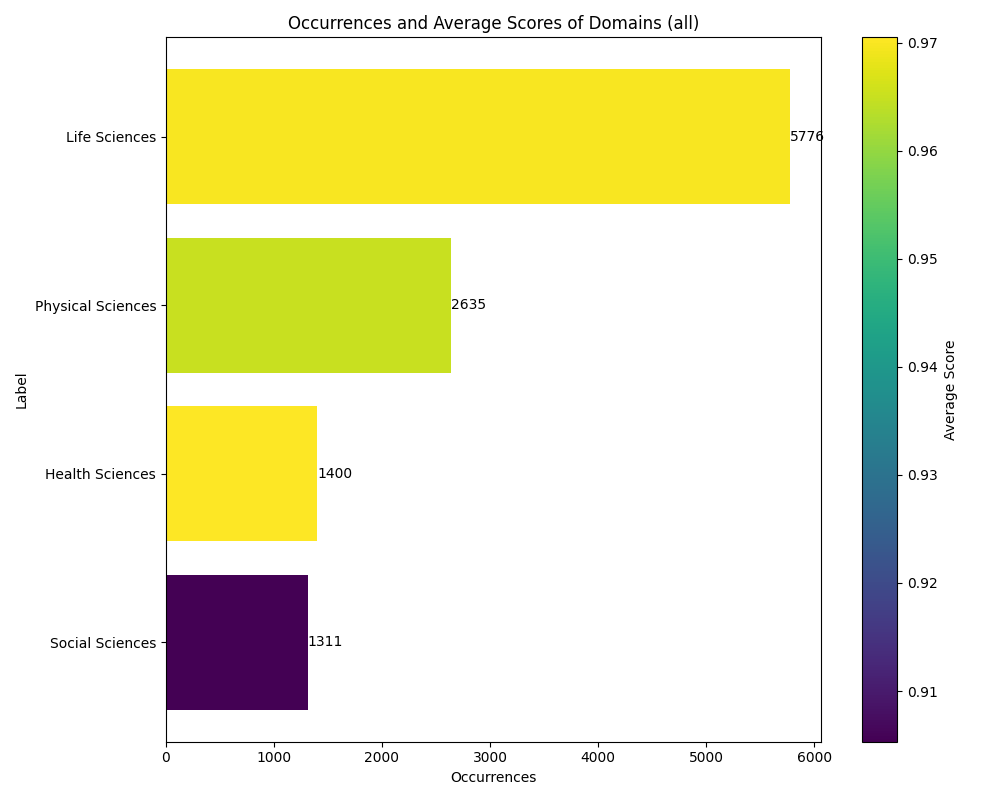 Occurrences and Average Scores of Domains (all)
Label
Life Sciences
5776
Physical Sciences
2635
Health Sciences
1400
Social Sciences
1311
0
1000
2000
3000
4000
5000
6000
Occurrences
0.97
0.96
0.95
0.94
0.93
0.92
0.91
Average Score